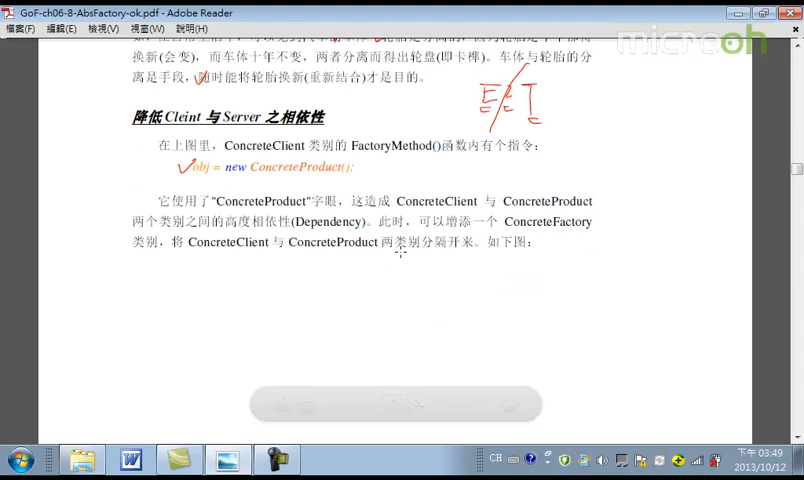 GoF-ch06-8-AbsFactory-ok.pdf - Adobe Reader
檔案(F) 編輯(E) 檢視(V) 視窗(W) 說明(H)
microoh
换新(会变)，而车体十年不变，两者分离而得出轮盘(即卡榫)。车体与轮胎的分
离是手段，随时能将轮胎换新(重新结合)才是目的。
E I T
C C C
降低 Cleint 与 Server 之相依性
在上图里，ConcreteClient 类别的 FactoryMethod()函数内有个指令：
obj = new ConcreteProduct();
它使用了"ConcreteProduct"字眼，这造成 ConcreteClient 与 ConcreteProduct
两个类别之间的高度相依性(Dependency)。此时，可以增添一个 ConcreteFactory
类别，将 ConcreteClient 与 ConcreteProduct 两类别分隔开来。如下图：
CH
下午 03:49
2013/10/12